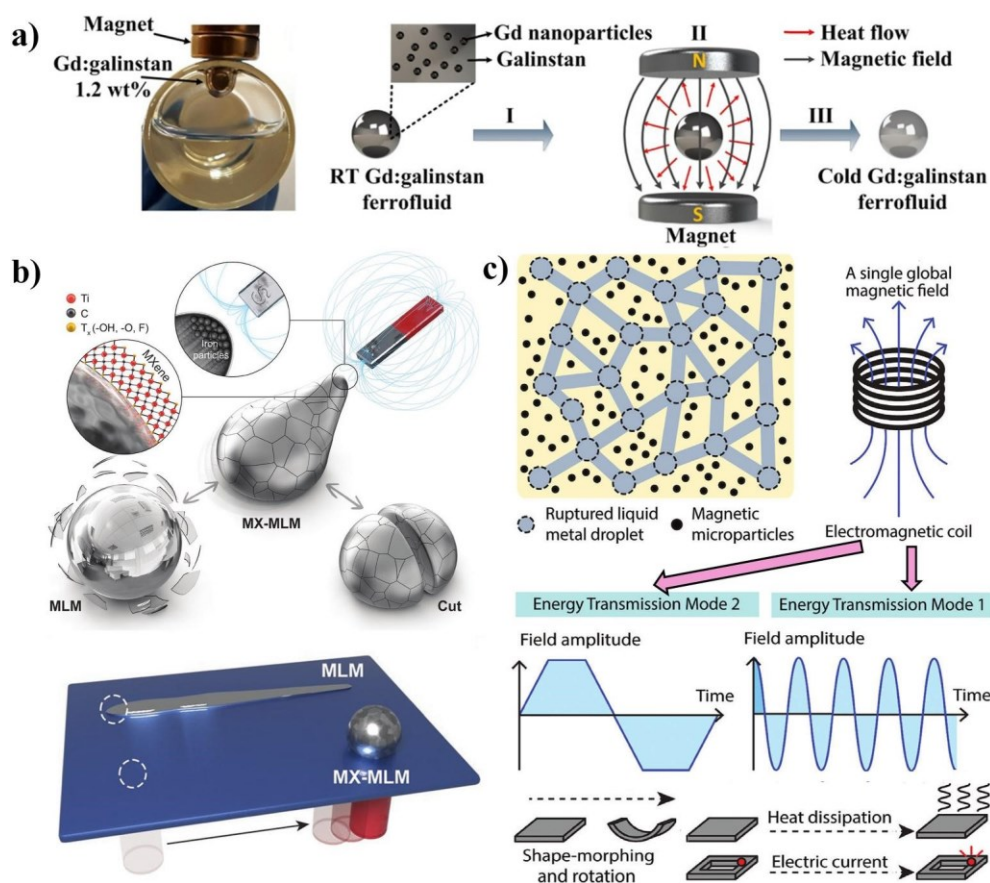 a)
Magnet
Gd:galinstan
1.2 wt%
Gd nanoparticles
Galinstan
I
RT Gd:galinstan
ferrofluid
II
N
S
Magnet
Heat flow
Magnetic field
III
Cold Gd:galinstan
ferrofluid
b)
Ti
C
Tx (-OH, -O, F)
MXene
Iron
particles
MX-MLM
MLM
Cut
MLM
MX-MLM
c)
A single global
magnetic field
Ruptured liquid
metal droplet
Magnetic
microparticles
Electromagnetic coil
Energy Transmission Mode 2
Energy Transmission Mode 1
Field amplitude
Time
Field amplitude
Time
Shape-morphing
and rotation
Heat dissipation
Electric current